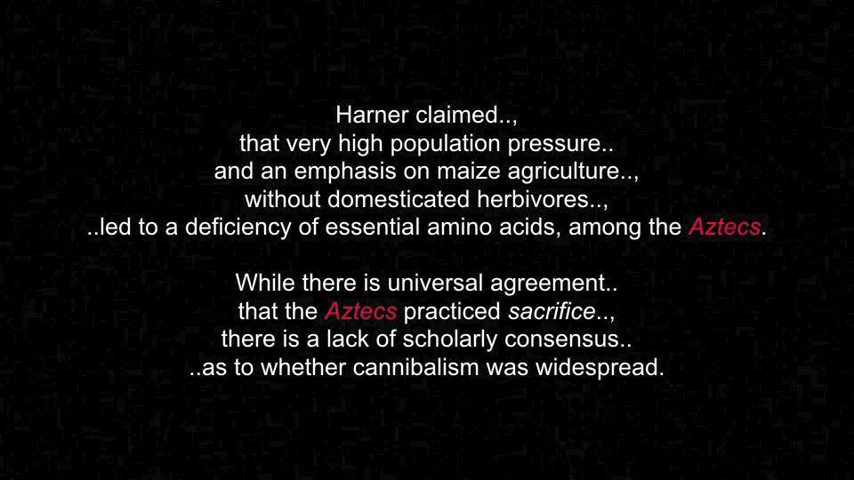 Harner claimed..,
that very high population pressure..
and an emphasis on maize agriculture..,
without domesticated herbivores..,
..led to a deficiency of essential amino acids, among the Aztecs.
While there is universal agreement..
that the Aztecs practiced sacrifice..,
there is a lack of scholarly consensus..
..as to whether cannibalism was widespread.